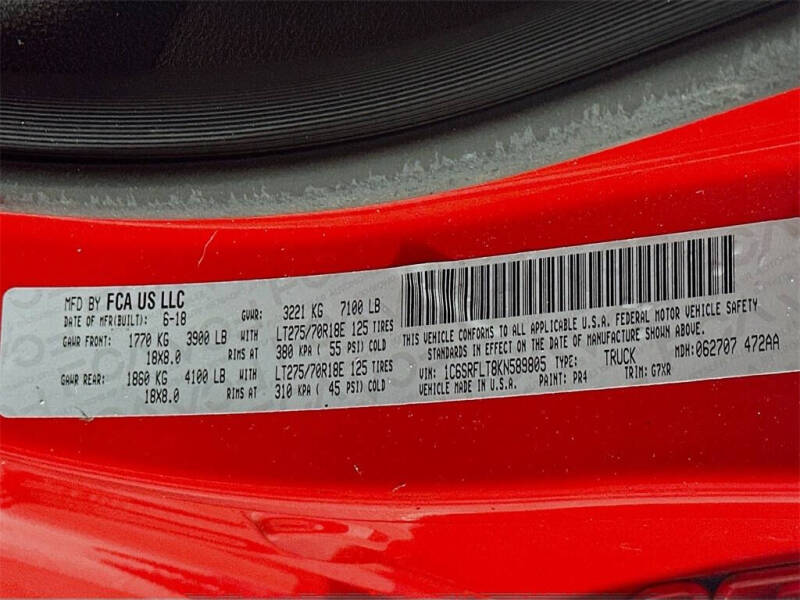 MFD BY FCA US LLC
DATE OF MFR(BUILT): 6-18 GVWR: 3221 KG 7100 LB
GAWR FRONT: 1770 KG 3900 LB WITH LT275/70R18E 125 TIRES
18X8.0 RIMS AT 380 KPA ( 55 PSI) COLD
GAWR REAR: 1860 KG 4100 LB WITH LT275/70R18E 125 TIRES
18X8.0 RIMS AT 310 KPA ( 45 PSI) COLD
THIS VEHICLE CONFORMS TO ALL APPLICABLE U.S.A. FEDERAL MOTOR VEHICLE SAFETY
STANDARDS IN EFFECT ON THE DATE OF MANUFACTURE SHOWN ABOVE.
VIN: 1C6SRFLT8KN589805 TYPE: TRUCK MDH: 062707 472AA
MADE IN U.S.A. PAINT: PR4 TRIM: G7XR